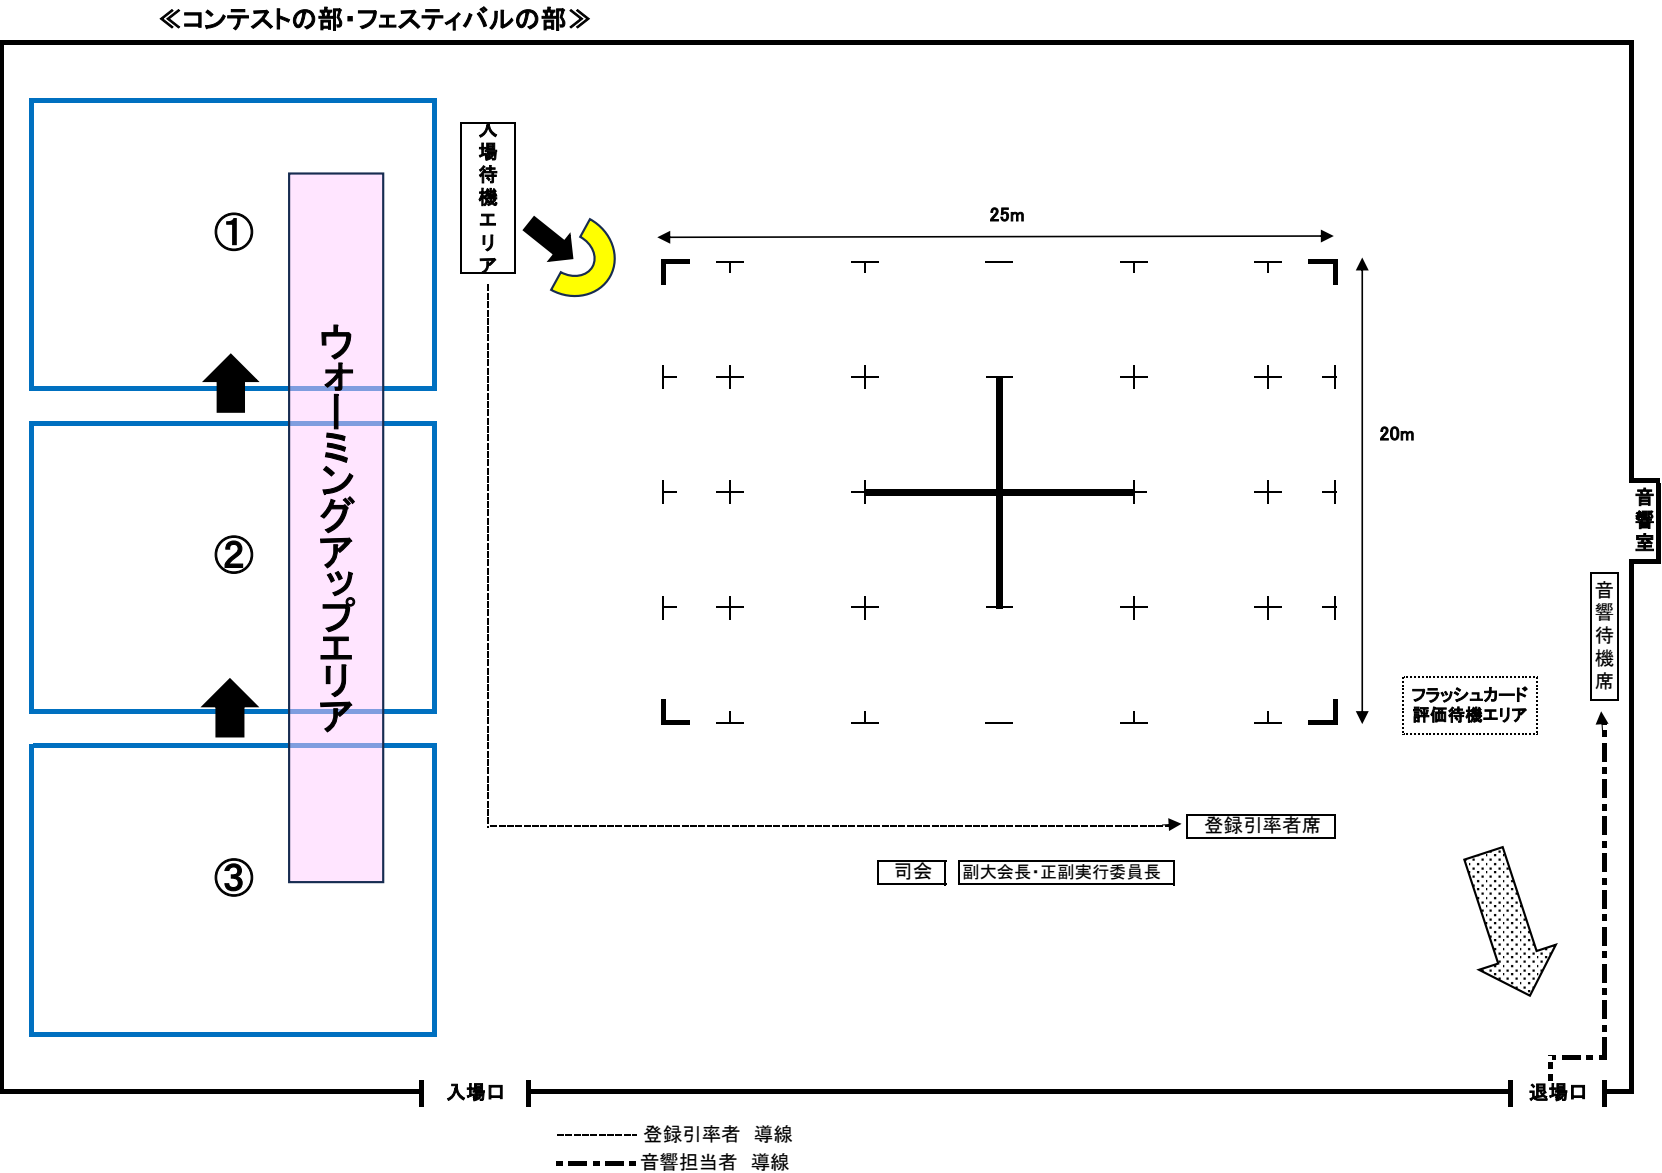 ≪コンテストの部・フェスティバルの部≫
入場待機エリア
①
25m
ウォーミングアップエリア
20m
音響室
②
音響待機席
フラッシュカード
評価待機エリア
登録引率者席
司会
副大会長・正副実行委員長
③
入場口
退場口
登録引率者　導線
音響担当者　導線